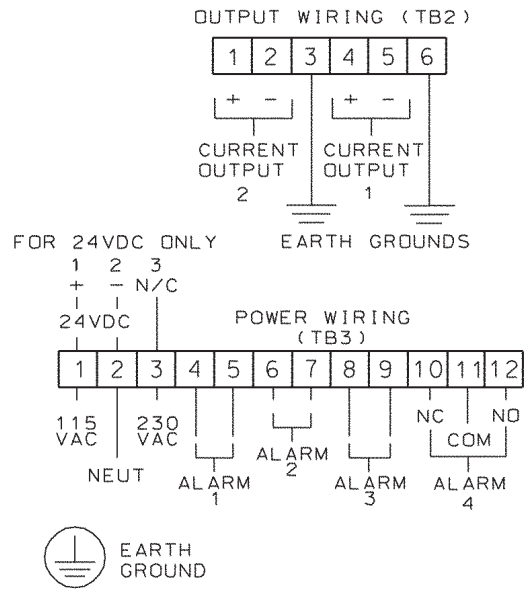 OUTPUT WIRING (TB2)
1 2 3 4 5 6
+ - + -
CURRENT CURRENT
OUTPUT OUTPUT
2 1
FOR 24VDC ONLY EARTH GROUNDS
1 2 3
+ - N/C
24VDC POWER WIRING
(TB3)
1 2 3 4 5 6 7 8 9 10 11 12
115 230 NC NO
VAC VAC COM
NEUT ALARM
2
ALARM ALARM ALARM
1 3 4
EARTH
GROUND